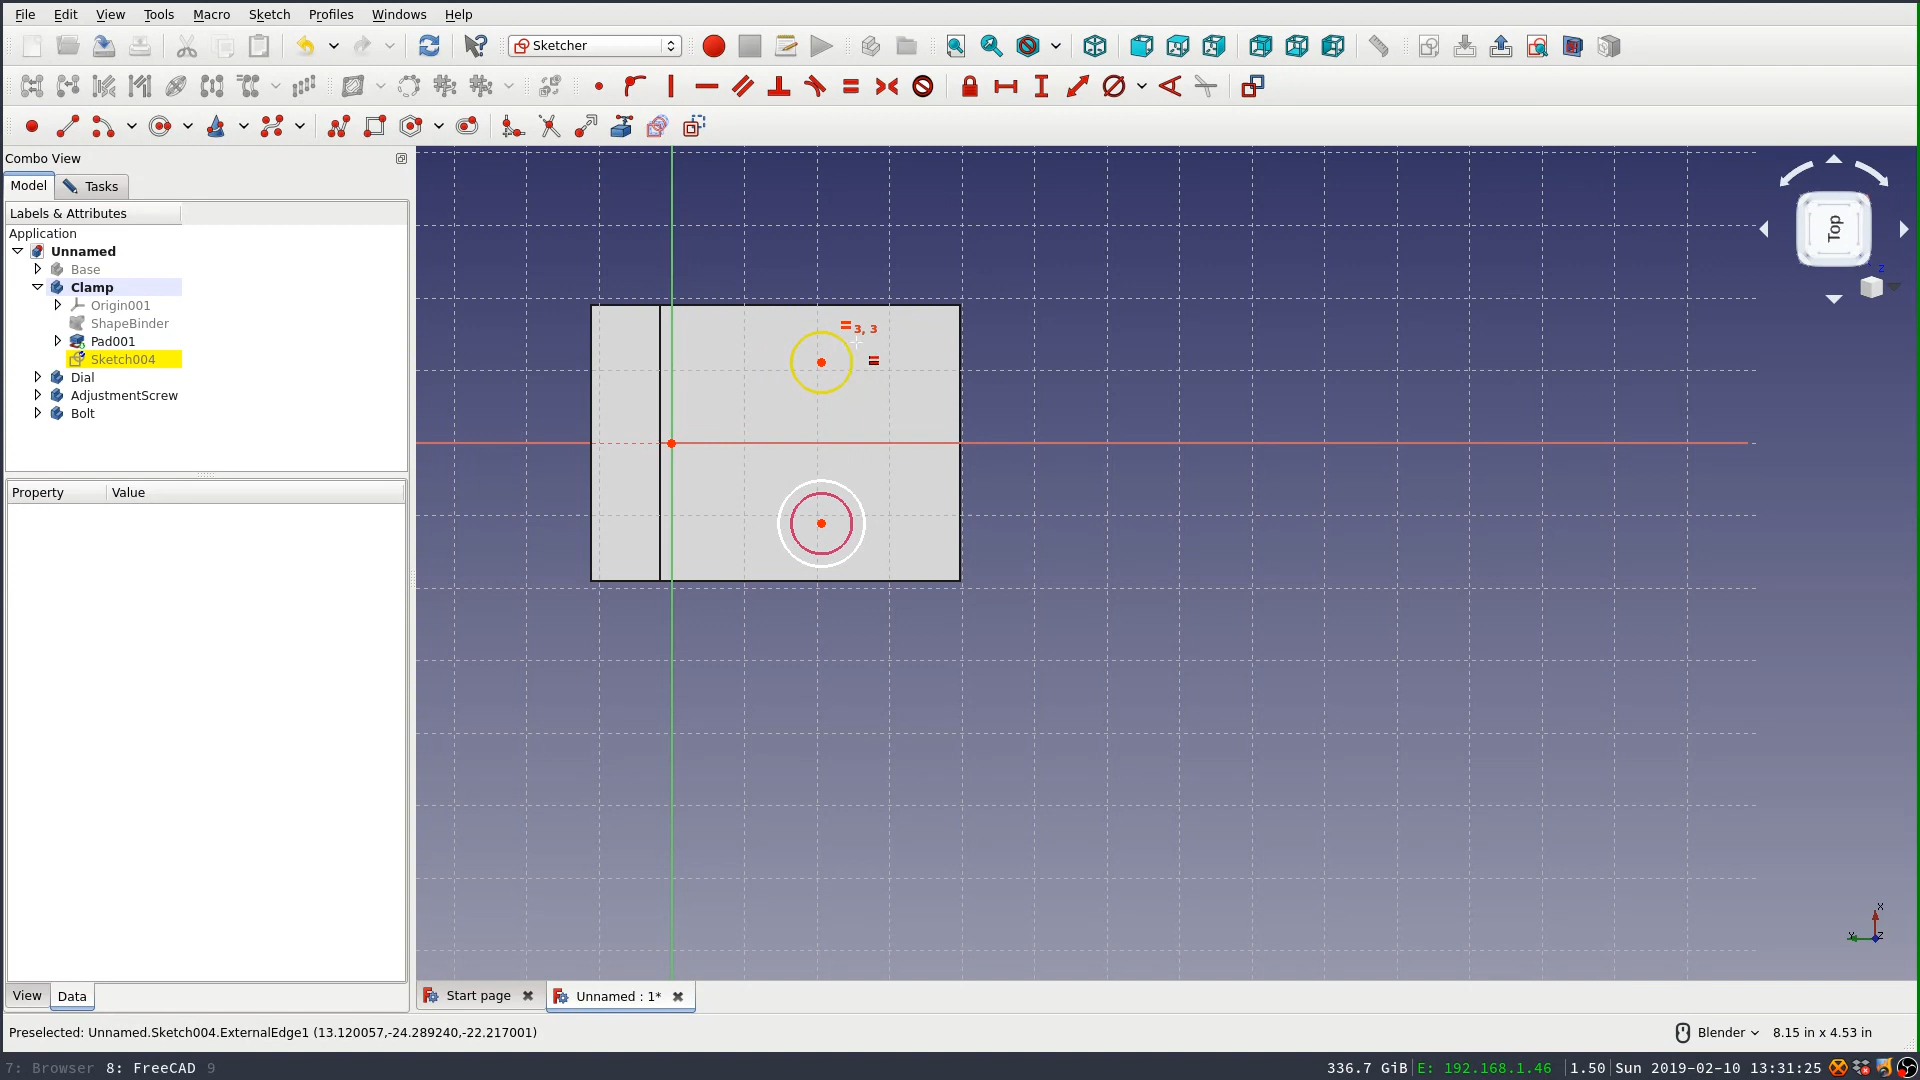 File Edit View Tools Macro Sketch Profiles Windows Help
Sketcher
Combo View
Model Tasks
Labels & Attributes
Application
Unnamed
Base
Clamp
Origin001
ShapeBinder
Pad001
Sketch004
Dial
AdjustmentScrew
Bolt
Property Value
3, 3
Top
Z
X
Y Z
View Data
Start page Unnamed : 1*
Preselected: Unnamed.Sketch004.ExternalEdge1 (13.120057,-24.289240,-22.217001) Blender 8.15 in x 4.53 in
7: Browser 8: FreeCAD 9 336.7 GiB E: 192.168.1.46 1.50 Sun 2019-02-10 13:31:25